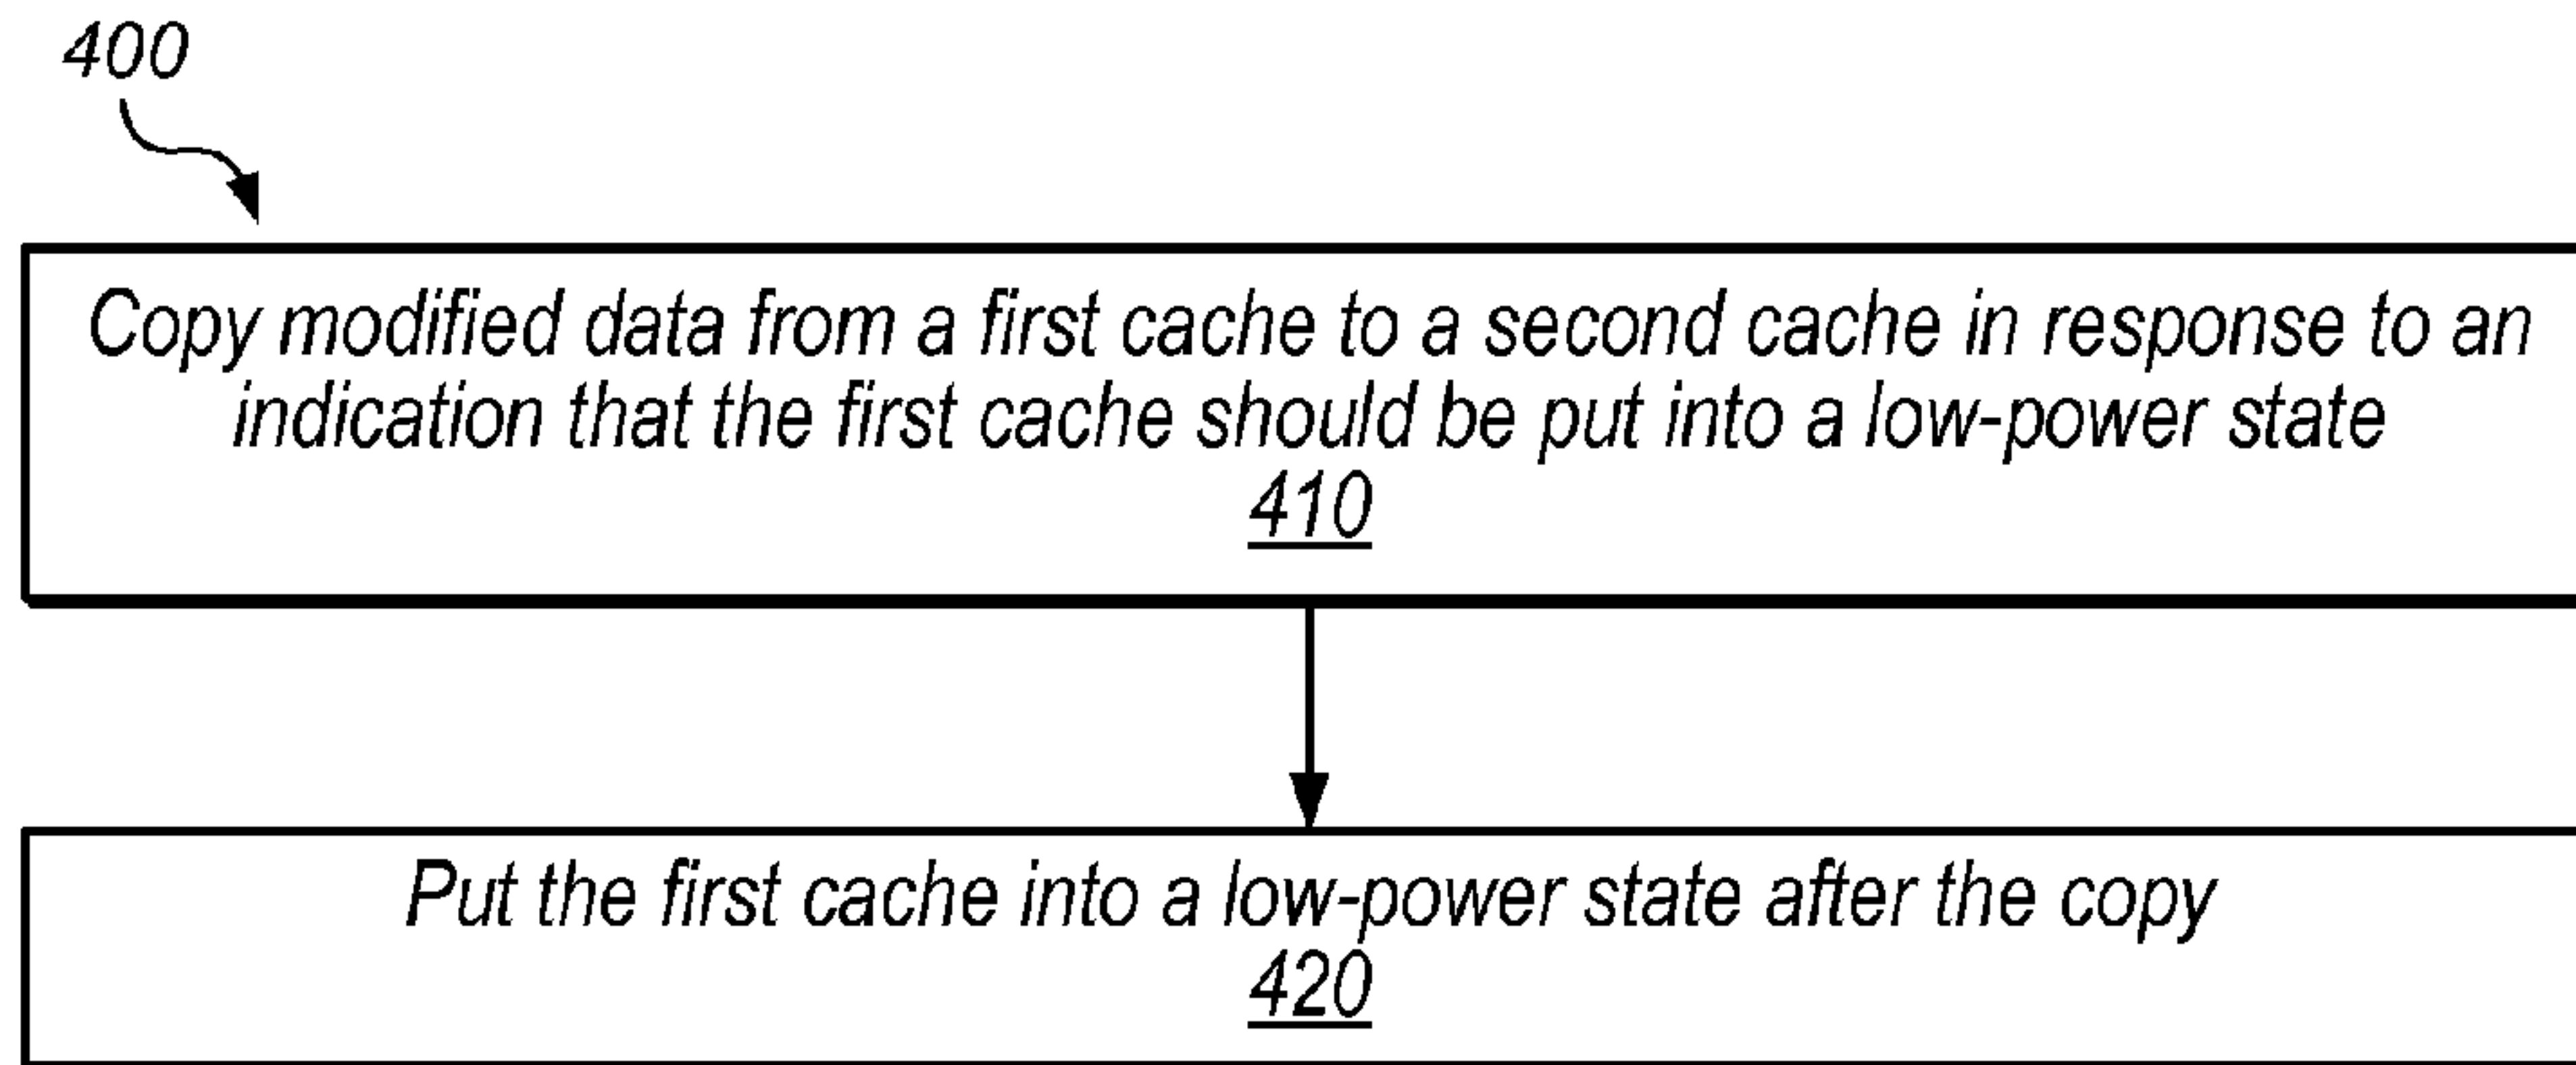 400
Copy modified data from a first cache to a second cache in response to an
indication that the first cache should be put into a low-power state
410
Put the first cache into a low-power state after the copy
420